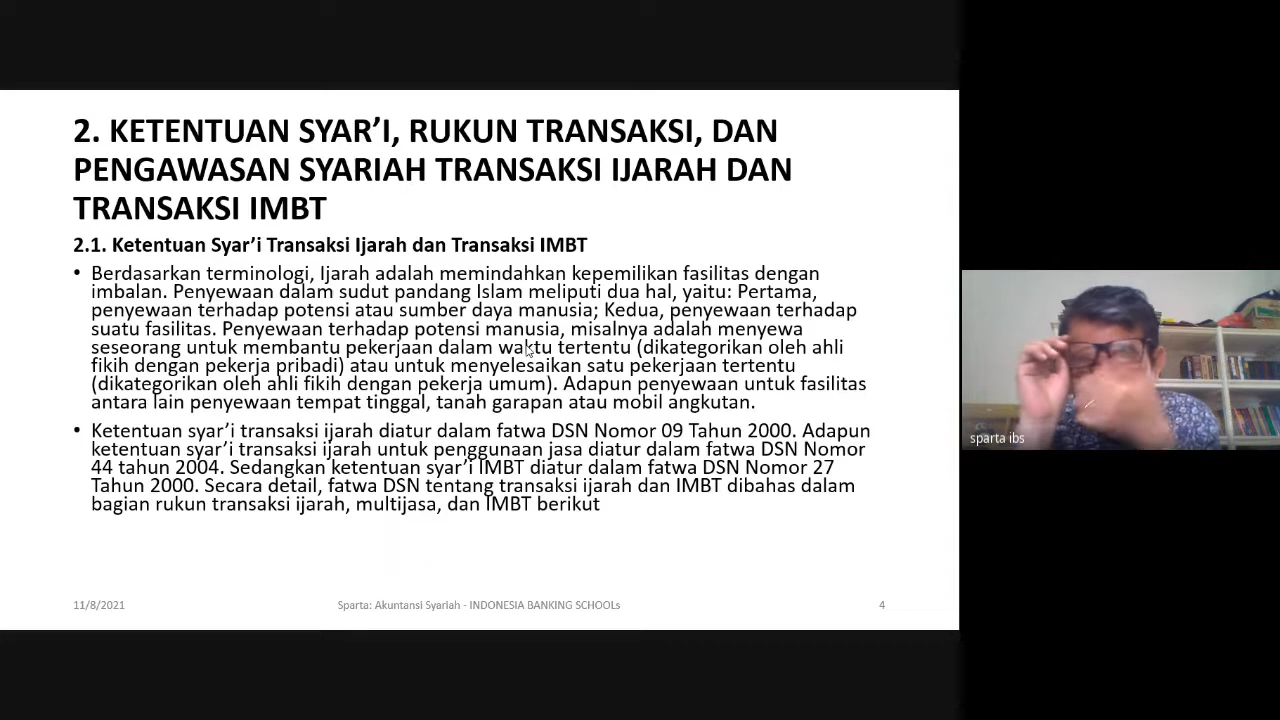 2. KETENTUAN SYAR’I, RUKUN TRANSAKSI, DAN
PENGAWASAN SYARIAH TRANSAKSI IJARAH DAN
TRANSAKSI IMBT
2.1. Ketentuan Syar’i Transaksi Ijarah dan Transaksi IMBT
• Berdasarkan terminologi, Ijarah adalah memindahkan kepemilikan fasilitas dengan
imbalan. Penyewaan dalam sudut pandang Islam meliputi dua hal, yaitu: Pertama,
penyewaan terhadap potensi atau sumber daya manusia; Kedua, penyewaan terhadap
suatu fasilitas. Penyewaan terhadap potensi manusia, misalnya adalah menyewa
seseorang untuk membantu pekerjaan dalam waktu tertentu (dikategorikan oleh ahli
fikih dengan pekerja pribadi) atau untuk menyelesaikan satu pekerjaan tertentu
(dikategorikan oleh ahli fikih dengan pekerja umum). Adapun penyewaan untuk fasilitas
antara lain penyewaan tempat tinggal, tanah garapan atau mobil angkutan.
• Ketentuan syar’i transaksi ijarah diatur dalam fatwa DSN Nomor 09 Tahun 2000. Adapun
ketentuan syar’i transaksi ijarah untuk penggunaan jasa diatur dalam fatwa DSN Nomor
44 tahun 2004. Sedangkan ketentuan syar’i IMBT diatur dalam fatwa DSN Nomor 27
Tahun 2000. Secara detail, fatwa DSN tentang transaksi ijarah dan IMBT dibahas dalam
bagian rukun transaksi ijarah, multijasa, dan IMBT berikut
11/8/2021
Sparta: Akuntansi Syariah - INDONESIA BANKING SCHOOLs
4
sparta ibs